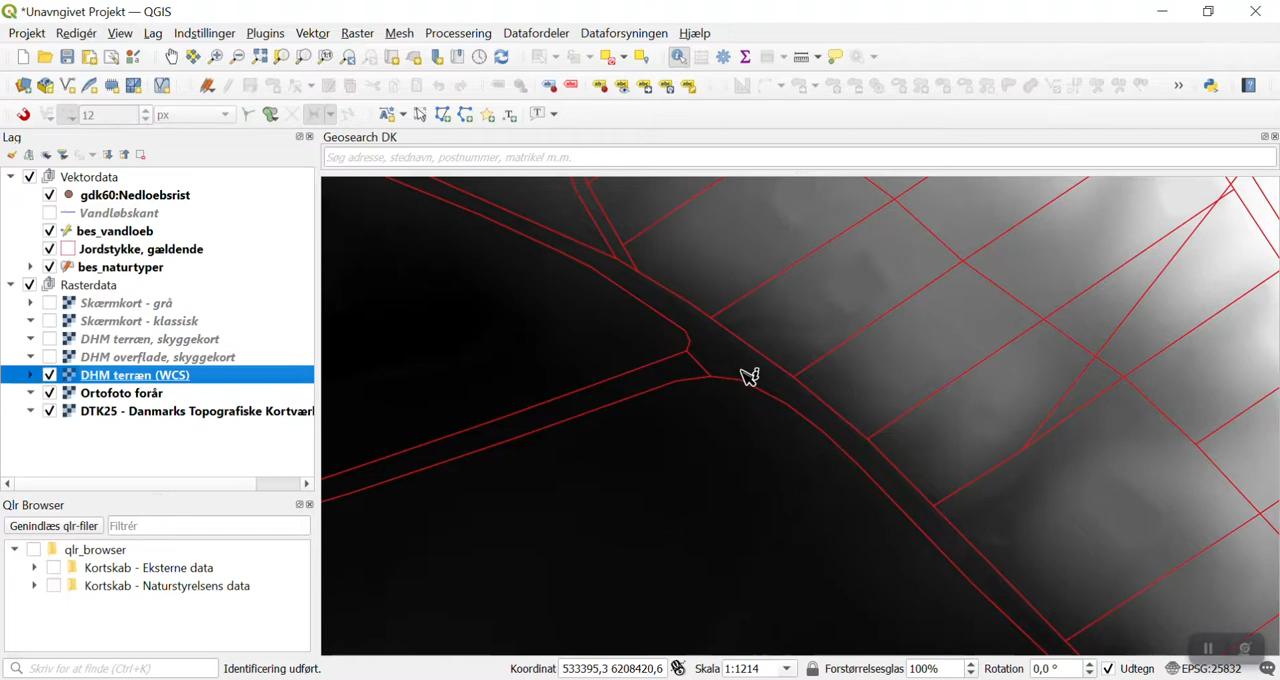 *Unavngivet Projekt — QGIS
Projekt Redigér View Lag Indstillinger Plugins Vektor Raster Mesh Processering Datafordeler Dataforsyningen Hjælp
12 px
Lag
Geosearch DK
Søg adresse, stednavn, postnummer, matrikel m.m.
Vektordata
gdk60:Nedloebsrist
Vandløbskant
bes_vandloeb
Jordstykke, gældende
bes_naturtyper
Rasterdata
Skærmkort - grå
Skærmkort - klassisk
DHM terræn, skyggekort
DHM overflade, skyggekort
DHM terræn (WCS)
Ortofoto forår
DTK25 - Danmarks Topografiske Kortværk
Qlr Browser
Genindlæs qlr-filer Filtrér
qlr_browser
Kortskab - Eksterne data
Kortskab - Naturstyrelsens data
Skriv for at finde (Ctrl+K) Identificering udført. Koordinat 533395,3 6208420,6 Skala 1:1214 Forstørrelsesglas 100% Rotation 0,0 ° Udtegn EPSG:25832